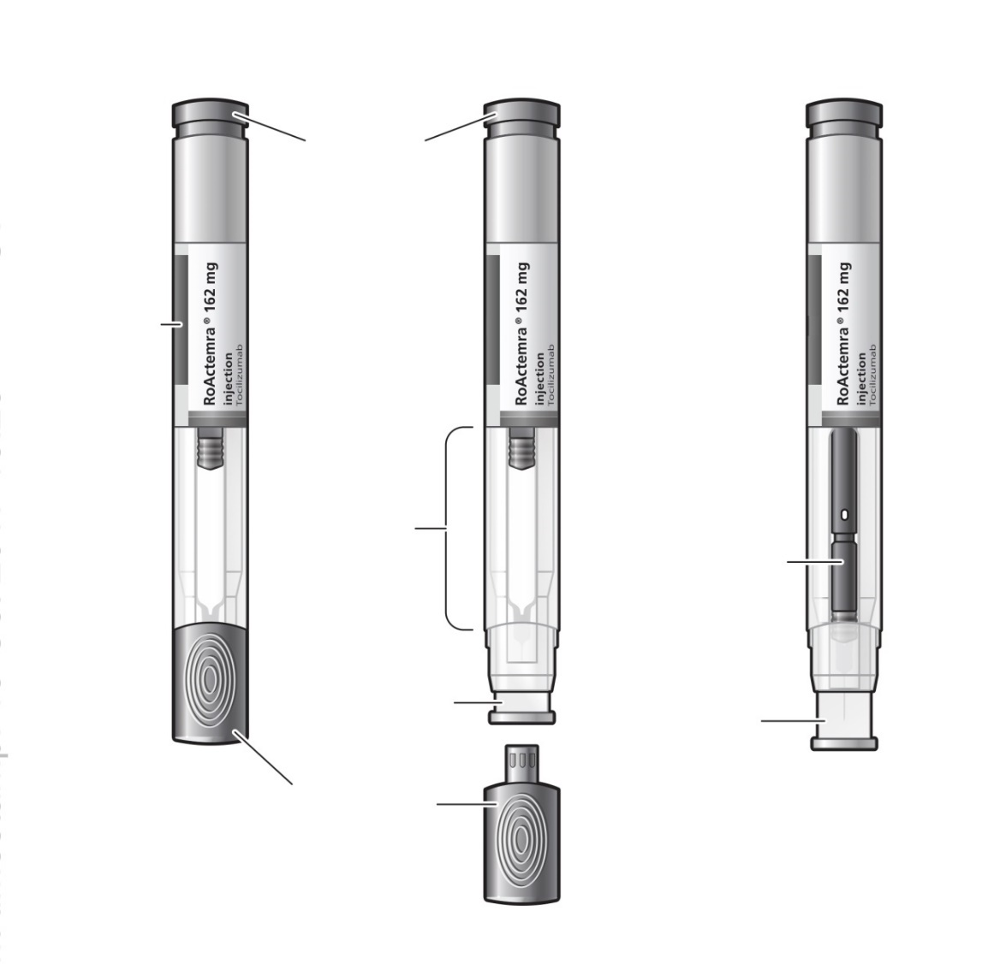 RoActemra® 162 mg
injection
Tocilizumab
RoActemra® 162 mg
injection
Tocilizumab
RoActemra® 162 mg
injection
Tocilizumab